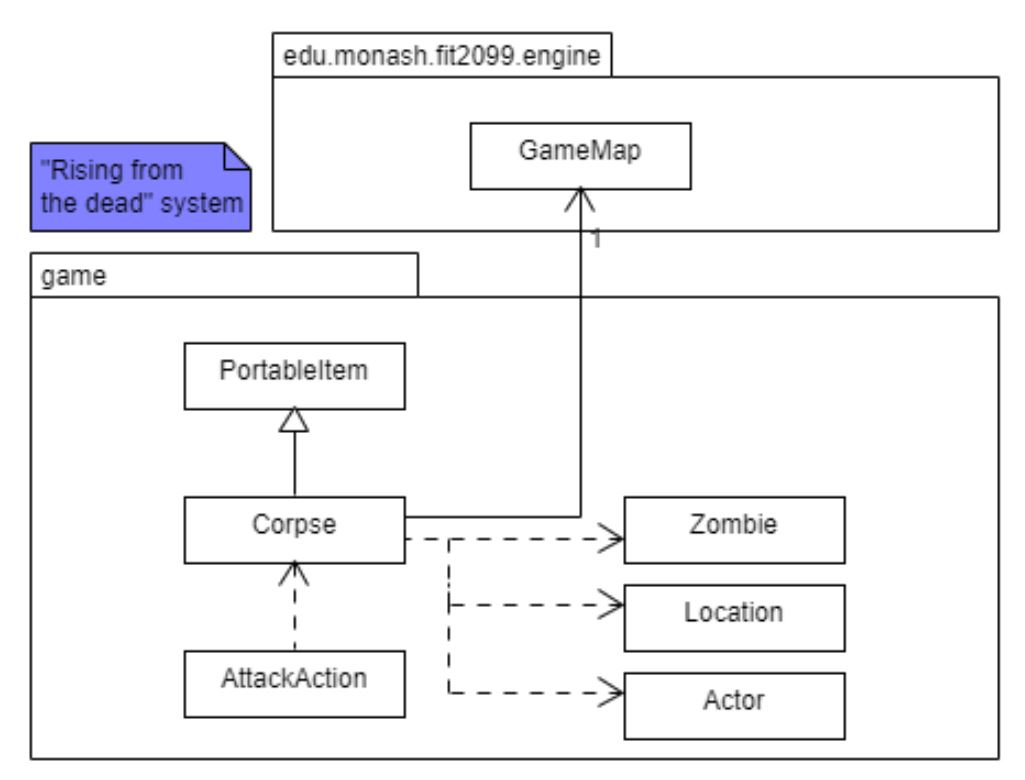 edu.monash.fit2099.engine
GameMap
"Rising from
the dead" system
1
game
PortableItem
Corpse
Zombie
Location
AttackAction
Actor